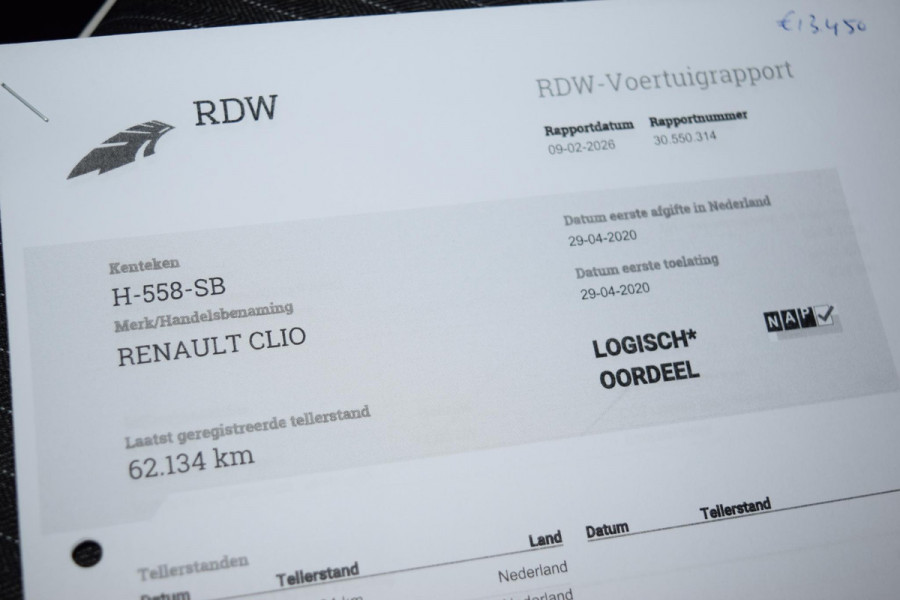 €13.450
RDW
RDW-Voertuigrapport
Rapportdatum Rapportnummer
09-02-2026 30.550.314
Kenteken
H-558-SB
Merk/Handelsbenaming
RENAULT CLIO
Laatst geregistreerde tellerstand
62.134 km
Datum eerste afgifte in Nederland
29-04-2020
Datum eerste toelating
29-04-2020
LOGISCH*
OORDEEL
NAP
Tellerstanden
Datum Tellerstand Land Datum Tellerstand
km Nederland